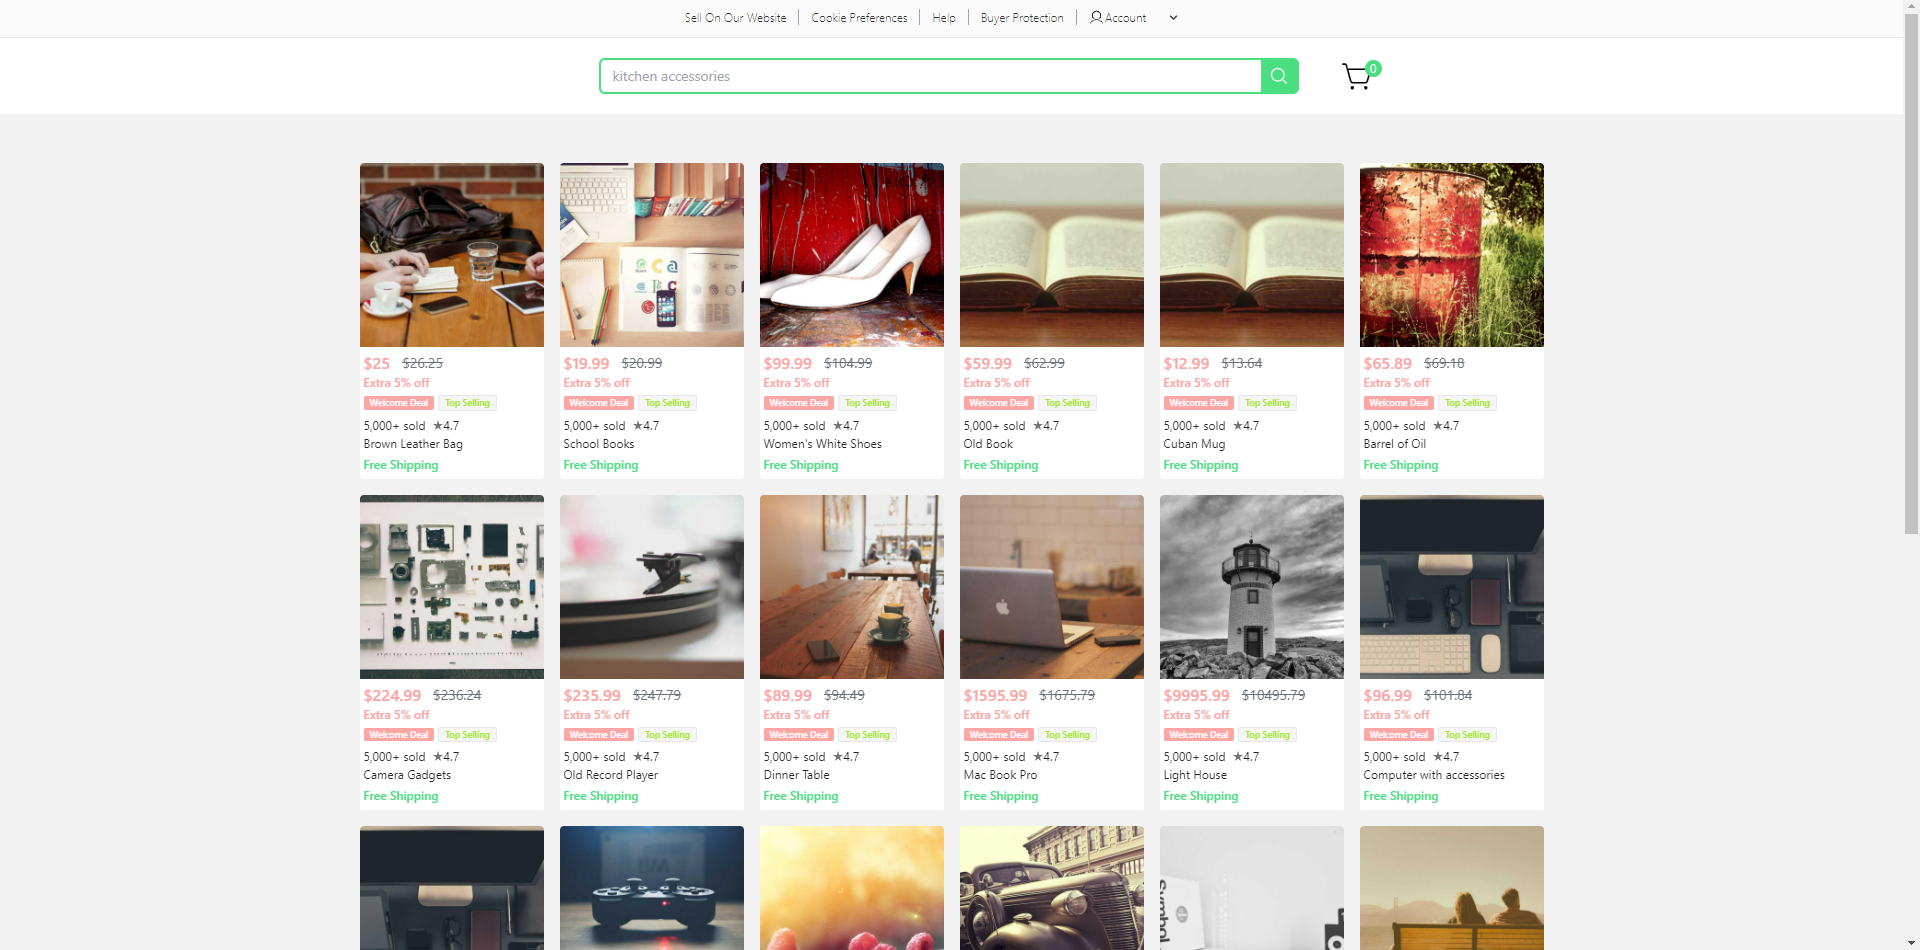 Sell On Our Website
Cookie Preferences
Help
Buyer Protection
Account
kitchen accessories
0
$25 $26.25
Extra 5% off
Welcome Deal Top Selling
5,000+ sold ★4.7
Brown Leather Bag
Free Shipping
$19.99 $20.99
Extra 5% off
Welcome Deal Top Selling
5,000+ sold ★4.7
School Books
Free Shipping
$99.99 $104.99
Extra 5% off
Welcome Deal Top Selling
5,000+ sold ★4.7
Women's White Shoes
Free Shipping
$59.99 $62.99
Extra 5% off
Welcome Deal Top Selling
5,000+ sold ★4.7
Old Book
Free Shipping
$12.99 $13.64
Extra 5% off
Welcome Deal Top Selling
5,000+ sold ★4.7
Cuban Mug
Free Shipping
$65.89 $69.18
Extra 5% off
Welcome Deal Top Selling
5,000+ sold ★4.7
Barrel of Oil
Free Shipping
$224.99 $236.24
Extra 5% off
Welcome Deal Top Selling
5,000+ sold ★4.7
Camera Gadgets
Free Shipping
$235.99 $247.79
Extra 5% off
Welcome Deal Top Selling
5,000+ sold ★4.7
Old Record Player
Free Shipping
$89.99 $94.49
Extra 5% off
Welcome Deal Top Selling
5,000+ sold ★4.7
Dinner Table
Free Shipping
$1595.99 $1675.79
Extra 5% off
Welcome Deal Top Selling
5,000+ sold ★4.7
Mac Book Pro
Free Shipping
$9995.99 $10495.79
Extra 5% off
Welcome Deal Top Selling
5,000+ sold ★4.7
Light House
Free Shipping
$96.99 $101.84
Extra 5% off
Welcome Deal Top Selling
5,000+ sold ★4.7
Computer with accessories
Free Shipping